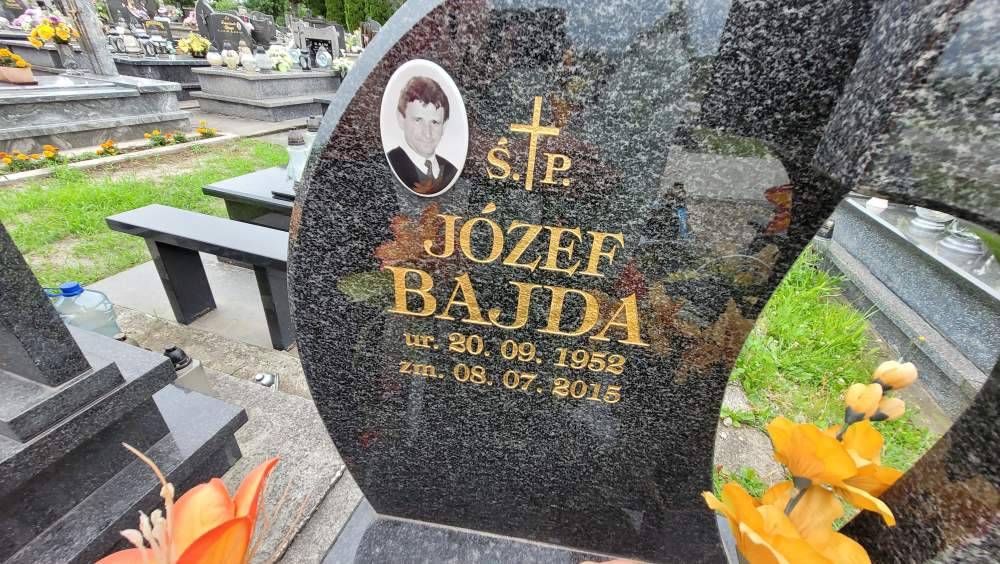 Ś. P.
JÓZEF
BAJDA
ur. 20. 09. 1952
zm. 08. 07. 2015